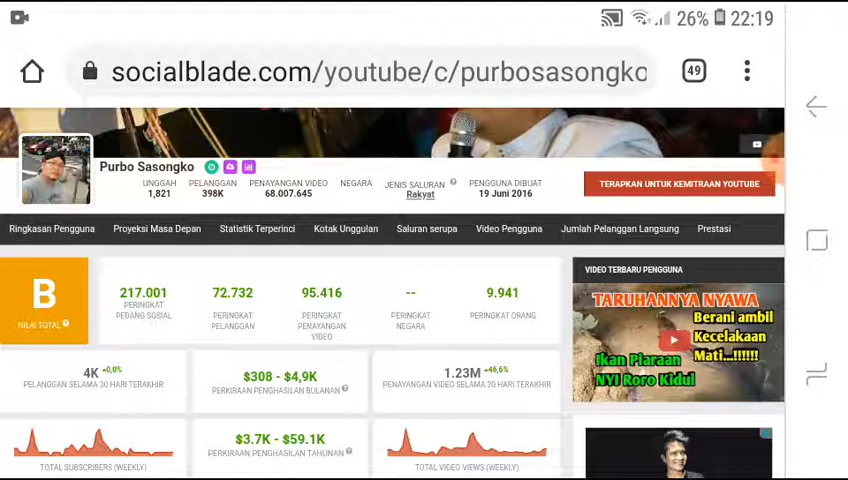 26% 22:19
socialblade.com/youtube/c/purbosasongko
49
Purbo Sasongko
UNGGAH PELANGGAN PENAYANGAN VIDEO NEGARA JENIS SALURAN PENGGUNA DIBUAT
1,821 398K 68.007.645 Rakyat 19 Juni 2016
TERAPKAN UNTUK KEMITRAAN YOUTUBE
Ringkasan Pengguna Proyeksi Masa Depan Statistik Terperinci Kotak Unggulan Saluran serupa Video Pengguna Jumlah Pelanggan Langsung Prestasi
B
NILAI TOTAL
217.001
PERINGKAT
PEDANG SOSIAL
72.732
PERINGKAT
PELANGGAN
95.416
PERINGKAT
PENAYANGAN
VIDEO
--
PERINGKAT
NEGARA
9.941
PERINGKAT ORANG
VIDEO TERBARU PENGGUNA
TARUHANNYA NYAWA
Berani ambil
Kecelakaan
Mati...!!!!!!
Ikan Piaraan
NYI Roro Kidul
4K +0,0%
PELANGGAN SELAMA 30 HARI TERAKHIR
$308 - $4,9K
PERKIRAAN PENGHASILAN BULANAN
1.23M +46,6%
PENAYANGAN VIDEO SELAMA 30 HARI TERAKHIR
TOTAL SUBSCRIBERS (WEEKLY)
$3.7K - $59.1K
PERKIRAAN PENGHASILAN TAHUNAN
TOTAL VIDEO VIEWS (WEEKLY)